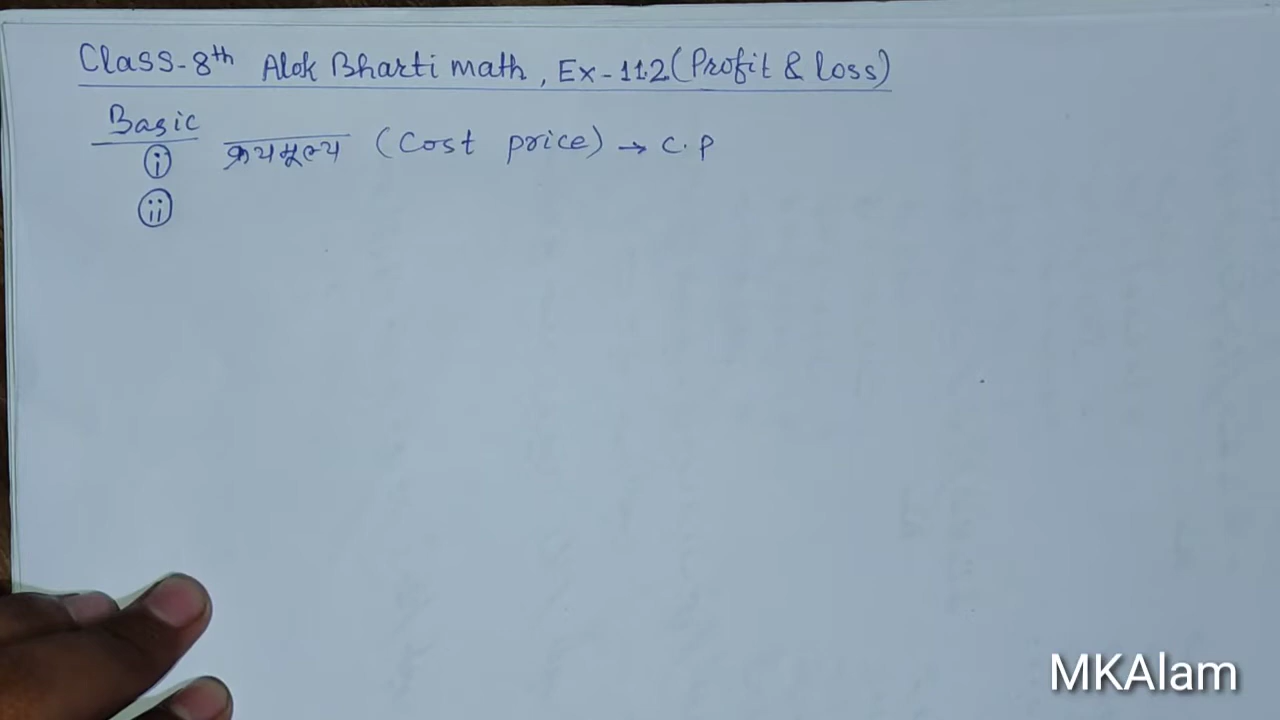 Class-8th Alok Bharti math, Ex-11.2 (Profit & Loss)
Basic
(i) क्रयमूल्य (Cost price) → C.P
(ii)
MKAlam